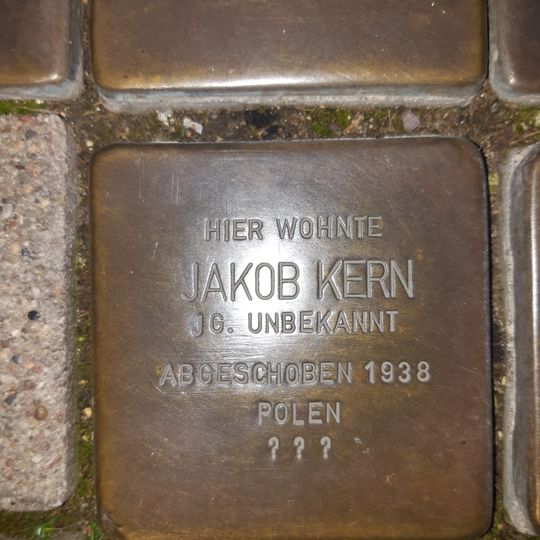 HIER WOHNTE
JAKOB KERN
JG. UNBEKANNT
ABGESCHOBEN 1938
POLEN
? ? ?